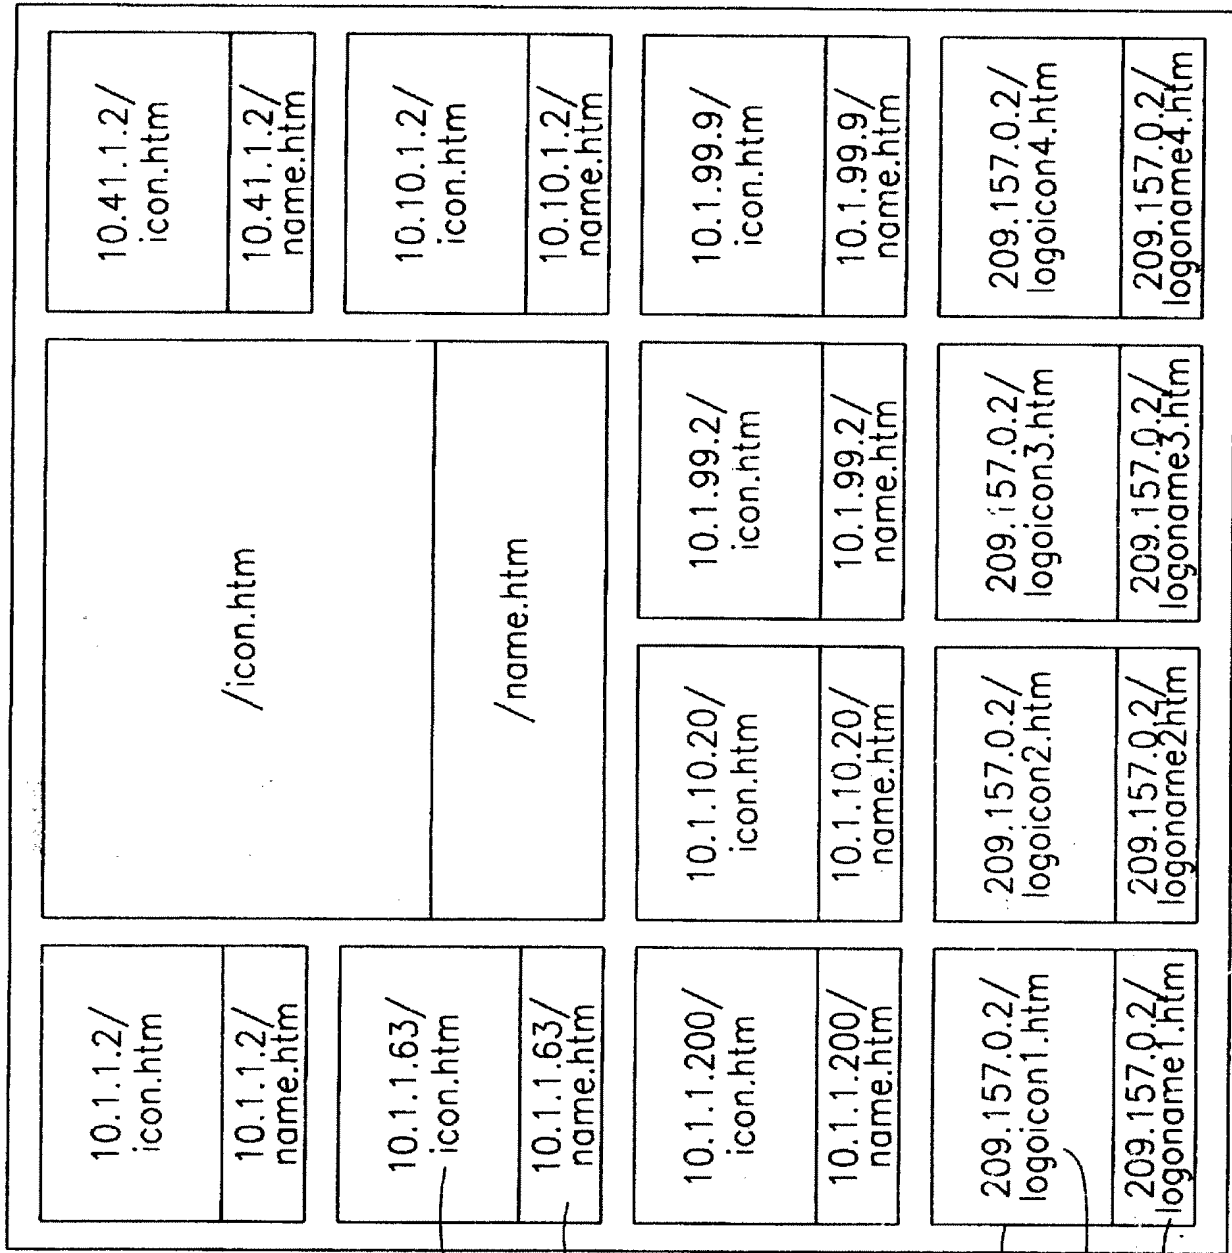 10.1.1.2/
icon.htm
10.1.1.2/
name.htm
/icon.htm
/name.htm
10.41.1.2/
icon.htm
10.41.1.2/
name.htm
10.1.1.63/
icon.htm
10.1.1.63/
name.htm
10.10.1.2/
icon.htm
10.10.1.2/
name.htm
10.1.1.200/
icon.htm
10.1.1.200/
name.htm
10.1.10.20/
icon.htm
10.1.10.20/
name.htm
10.1.99.2/
icon.htm
10.1.99.2/
name.htm
10.1.99.9/
icon.htm
10.1.99.9/
name.htm
209.157.0.2/
logoicon1.htm
209.157.0.2/
logoname1.htm
209.157.0.2/
logoicon2.htm
209.157.0.2/
logoname2htm
209.157.0.2/
logoicon3.htm
209.157.0.2/
logoname3.htm
209.157.0.2/
logoicon4.htm
209.157.0.2/
logoname4.htm